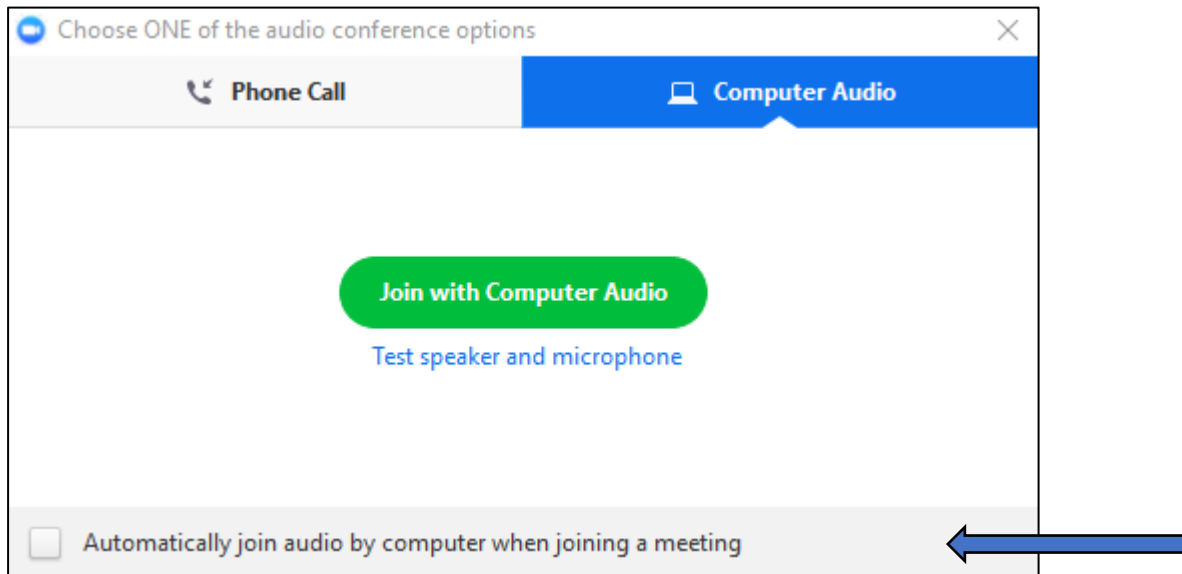 Choose ONE of the audio conference options
Phone Call
Computer Audio
Join with Computer Audio
Test speaker and microphone
Automatically join audio by computer when joining a meeting